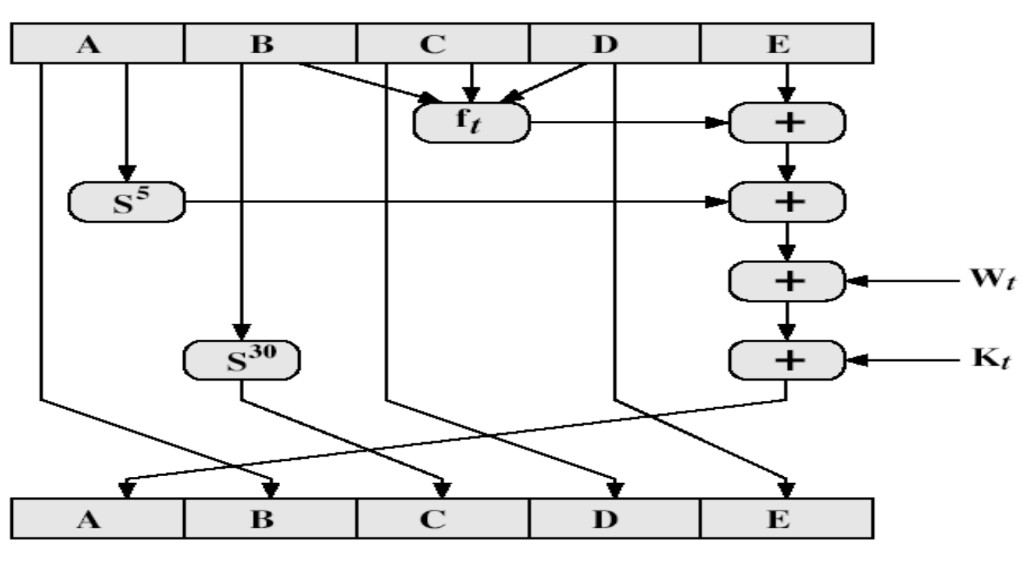 A B C D E
f_t +
S^5 +
+ W_t
S^30 + K_t
A B C D E